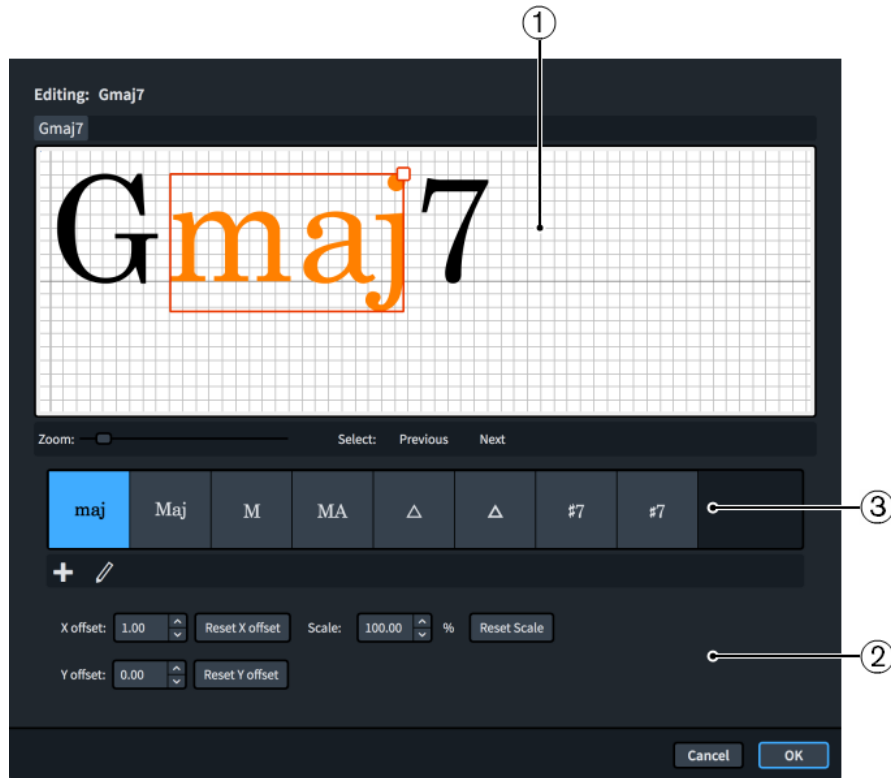 ①
Editing: Gmaj7
Gmaj7
Gmaj7
Zoom: Select: Previous Next
maj Maj M MA △ △ ♯7 ♯7
③
X offset: 1.00 Reset X offset Scale: 100.00 % Reset Scale
②
Y offset: 0.00 Reset Y offset
Cancel OK